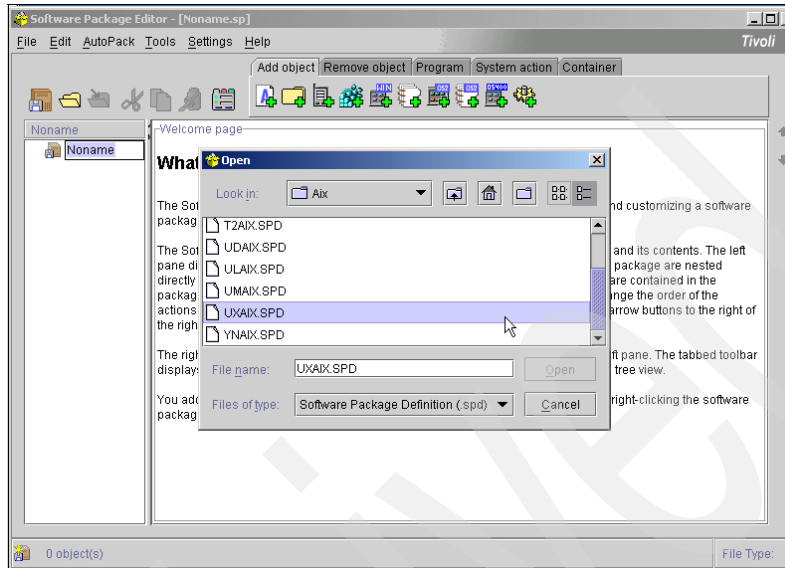 Software Package Editor - [Noname.sp]
File Edit AutoPack Tools Settings Help
Tivoli
Add object Remove object Program System action Container
WIN OS2 OS2 OS400
Noname
Noname
Welcome page
What
The Sof
nd customizing a software
packag
The Sof
and its contents. The left
pane di
package are nested
directly
are contained in the
packag
nge the order of the
actions
arrow buttons to the right of
the righ
The righ
ft pane. The tabbed toolbar
display
tree view.
You add
right-clicking the software
packag
Open
Look in: Aix
T2AIX.SPD
UDAIX.SPD
ULAIX.SPD
UMAIX.SPD
UXAIX.SPD
YNAIX.SPD
File name: UXAIX.SPD Open
Files of type: Software Package Definition (.spd) Cancel
0 object(s)
File Type: